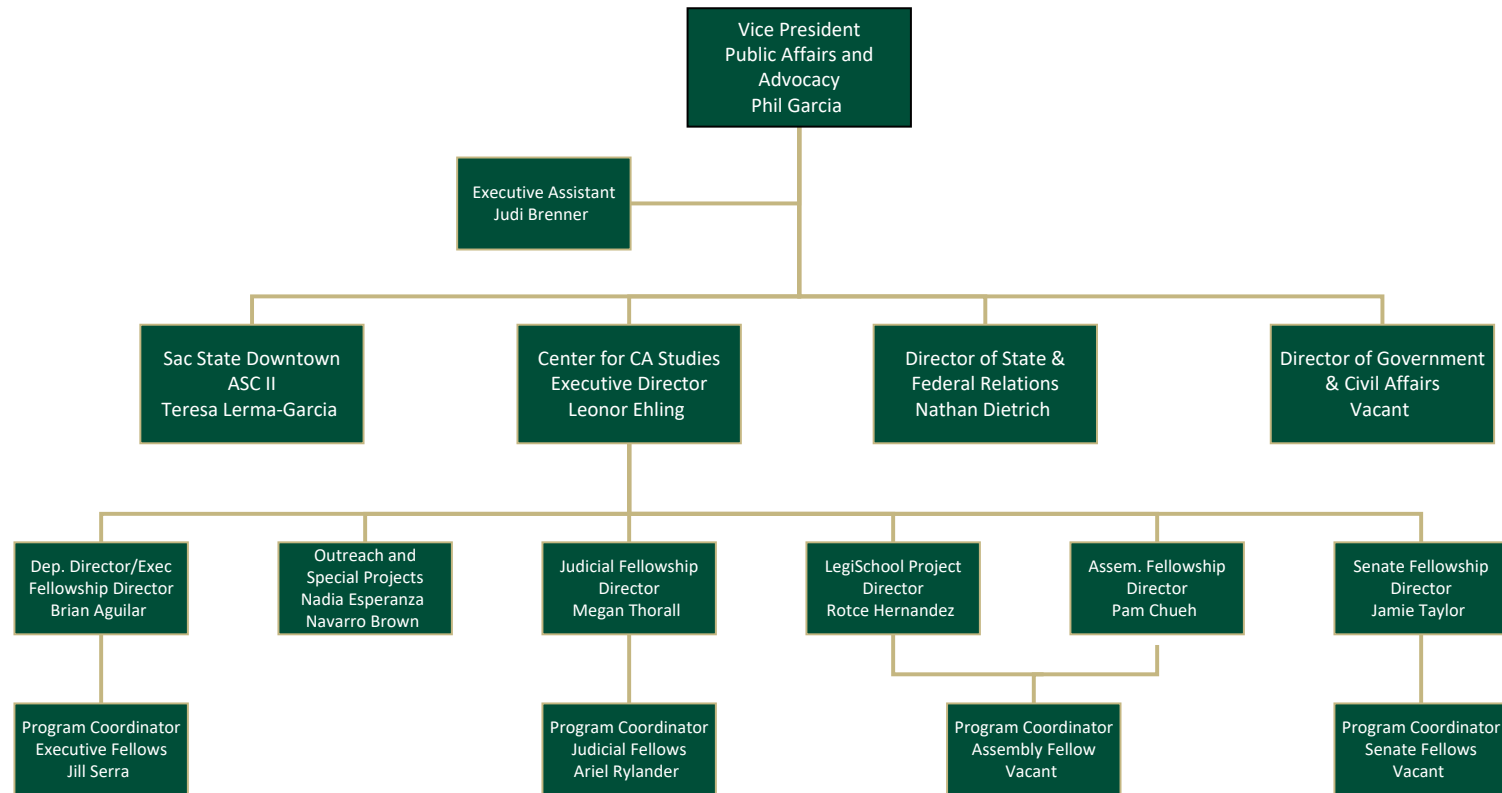 Vice President
Public Affairs and
Advocacy
Phil Garcia
Executive Assistant
Judi Brenner
Sac State Downtown
ASC II
Teresa Lerma-Garcia
Center for CA Studies
Executive Director
Leonor Ehling
Director of State &
Federal Relations
Nathan Dietrich
Director of Government
& Civil Affairs
Vacant
Dep. Director/Exec
Fellowship Director
Brian Aguilar
Outreach and
Special Projects
Nadia Esperanza
Navarro Brown
Judicial Fellowship
Director
Megan Thorall
LegiSchool Project
Director
Rotce Hernandez
Assem. Fellowship
Director
Pam Chueh
Senate Fellowship
Director
Jamie Taylor
Program Coordinator
Executive Fellows
Jill Serra
Program Coordinator
Judicial Fellows
Ariel Rylander
Program Coordinator
Assembly Fellow
Vacant
Program Coordinator
Senate Fellows
Vacant